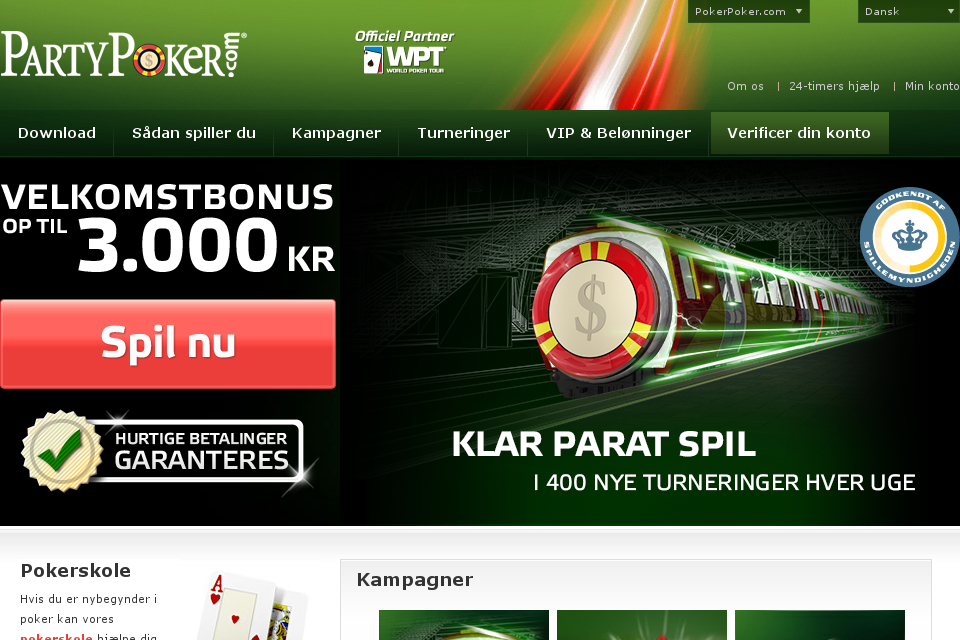 PokerPoker.com
Dansk
PARTYPOKER.com®
Officiel Partner
WPT
WORLD POKER TOUR
Om os | 24-timers hjælp | Min konto
Download
Sådan spiller du
Kampagner
Turneringer
VIP & Belønninger
Verificer din konto
VELKOMSTBONUS
OP TIL 3.000 KR
GODKENDT AF
SPILLEMYNDIGHEDEN
$
Spil nu
HURTIGE BETALINGER
GARANTERES
KLAR PARAT SPIL
I 400 NYE TURNERINGER HVER UGE
Pokerskole
Hvis du er nybegynder i
poker kan vores
pokerskole hjælpe dig
A
Kampagner